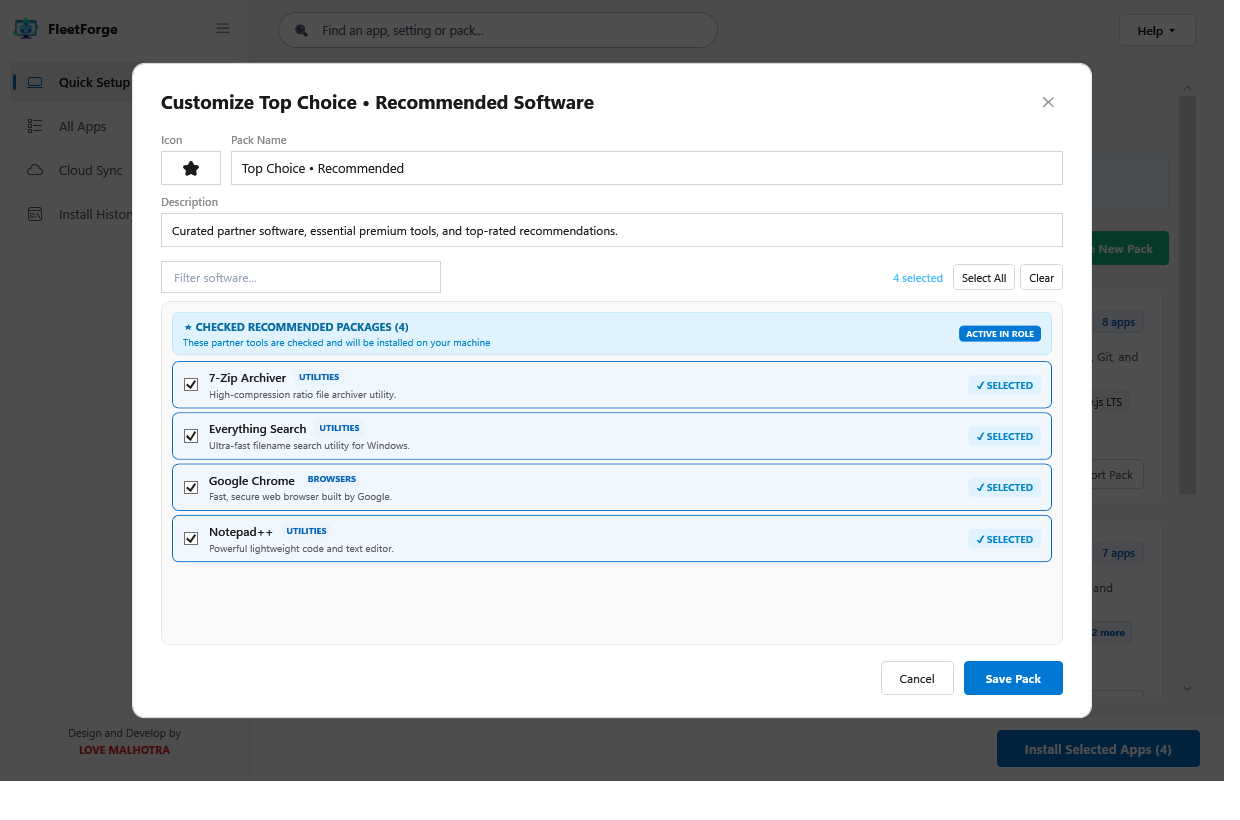 FleetForge
Find an app, setting or pack...
Help ▾
Quick Setup
All Apps
Cloud Sync
Install History
Customize Top Choice • Recommended Software
Icon
Pack Name
★
Top Choice • Recommended
Description
Curated partner software, essential premium tools, and top-rated recommendations.
Filter software...
4 selected
Select All
Clear
★ CHECKED RECOMMENDED PACKAGES (4)
These partner tools are checked and will be installed on your machine
ACTIVE IN ROLE
7-Zip Archiver UTILITIES
High-compression ratio file archiver utility.
✓ SELECTED
Everything Search UTILITIES
Ultra-fast filename search utility for Windows.
✓ SELECTED
Google Chrome BROWSERS
Fast, secure web browser built by Google.
✓ SELECTED
Notepad++ UTILITIES
Powerful lightweight code and text editor.
✓ SELECTED
Cancel
Save Pack
New Pack
8 apps
, Git, and
.js LTS
ort Pack
7 apps
and
2 more
Design and Develop by
LOVE MALHOTRA
Install Selected Apps (4)